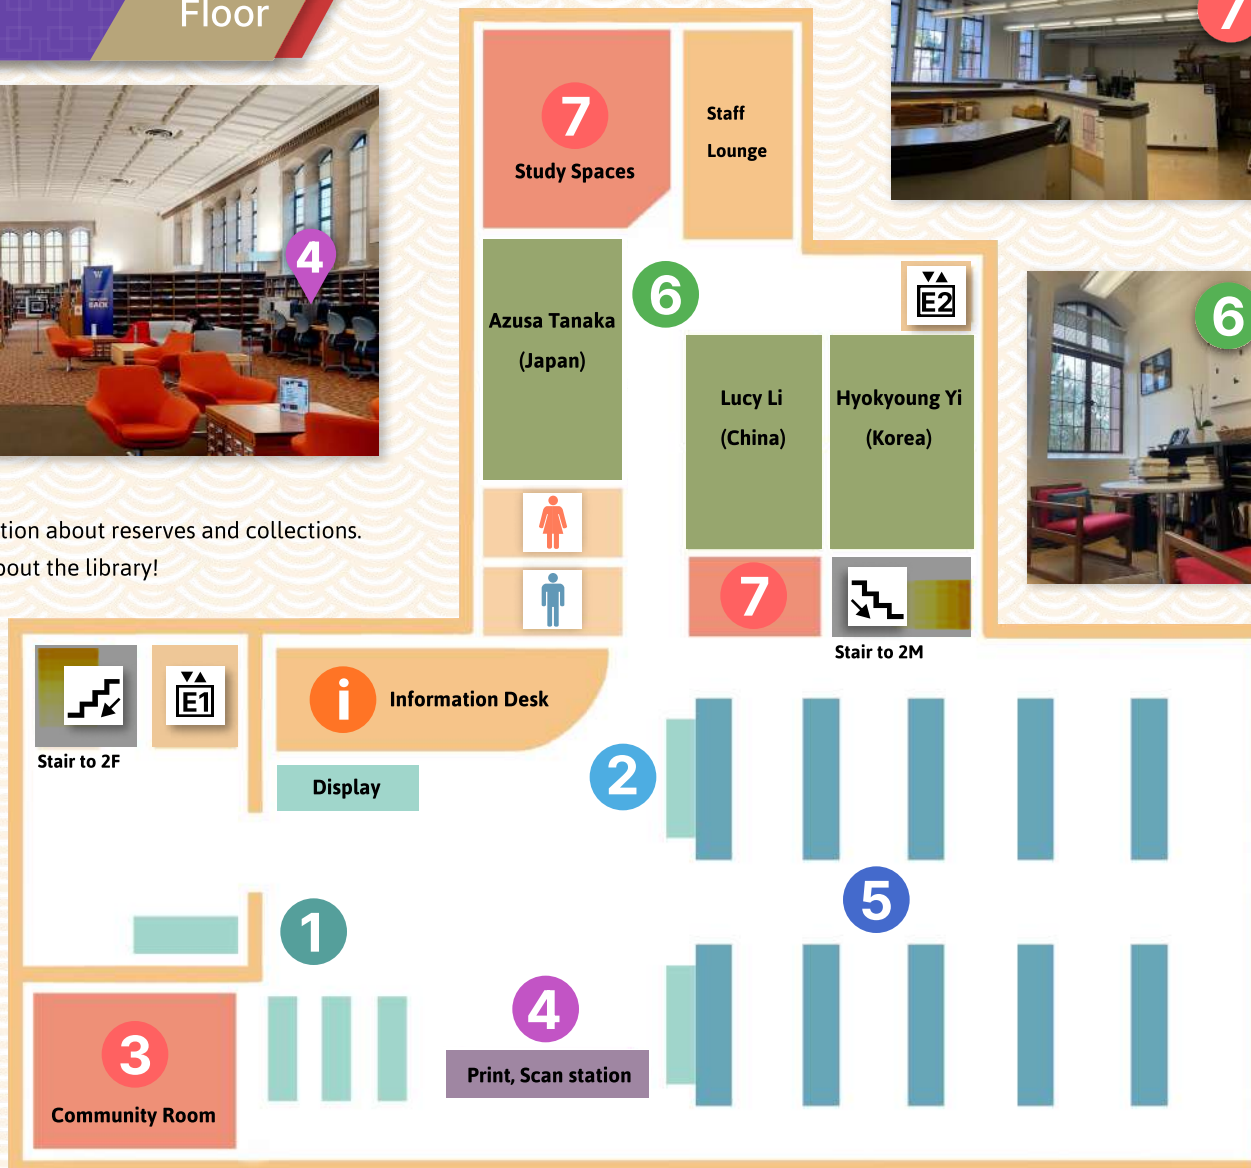 Floor
7
4
7
Study Spaces
Staff
Lounge
6
E2
6
Azusa Tanaka
(Japan)
Lucy Li
(China)
Hyokyoung Yi
(Korea)
tion about reserves and collections.
bout the library!
7
Stair to 2M
E1
Stair to 2F
i
Information Desk
Display
2
5
1
4
Print, Scan station
3
Community Room
W
BACK